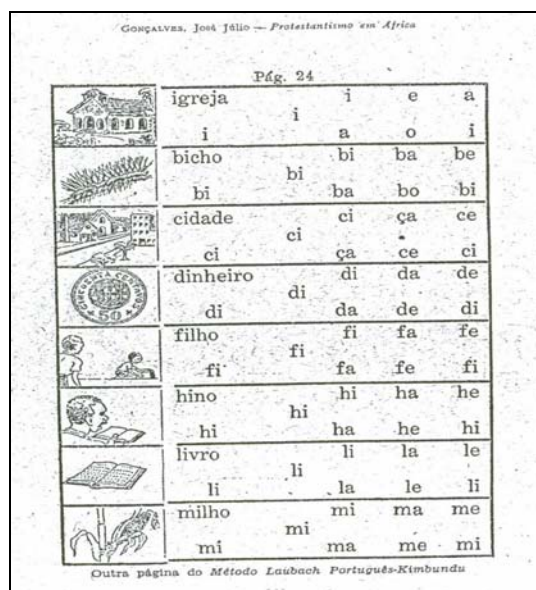 GONÇALVES, José Júlio — Protestantismo em África
Pág. 24
igreja i e a
i
i a o i
bicho bi ba be
bi
bi ba bo bi
cidade ci ça ce
ci
ci ça ce ci
CINCOENTA CENTAVOS
50
dinheiro di da de
di
di da de di
filho fi fa fe
fi
fi fa fe fi
hino hi ha he
hi
hi ha he hi
livro li la le
li
li la le li
milho mi ma me
mi
mi ma me mi
Outra página do Método Laubach Português-Kimbundu